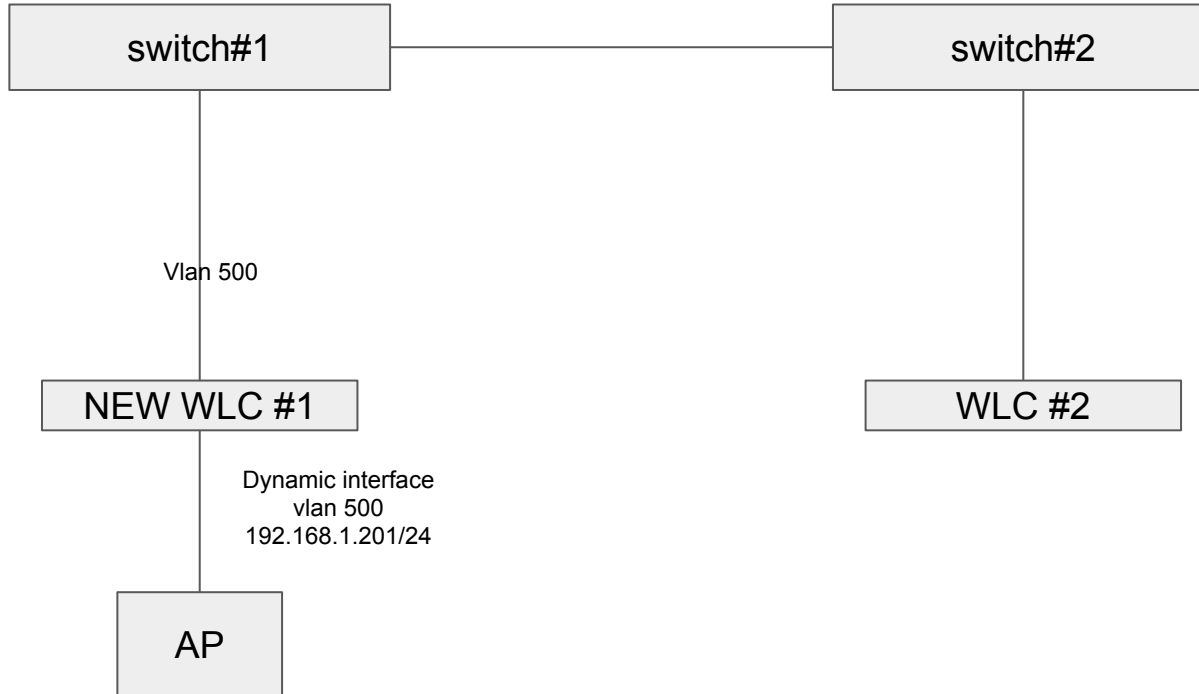 switch#1
switch#2
Vlan 500
NEW WLC #1
WLC #2
Dynamic interface
vlan 500
192.168.1.201/24
AP